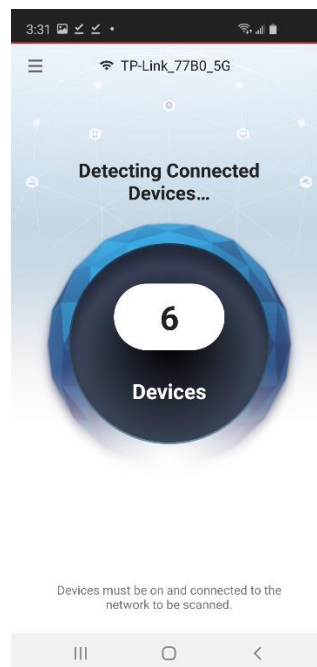 3:31
TP-Link_77B0_5G
Detecting Connected
Devices…
6
Devices
Devices must be on and connected to the
network to be scanned.